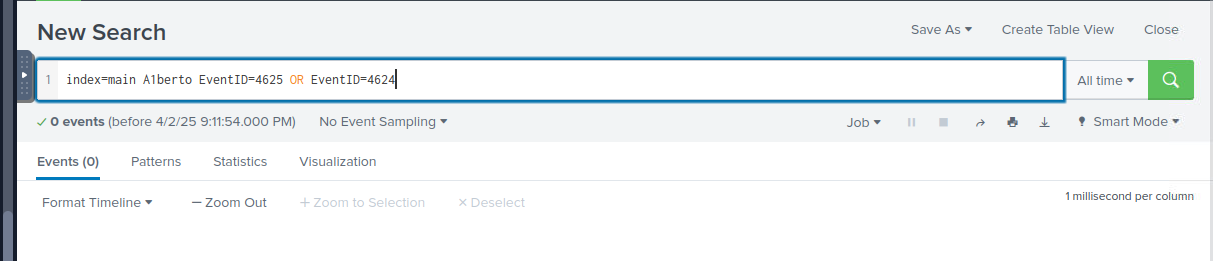 New Search
Save As ▾ Create Table View Close
1 index=main A1berto EventID=4625 OR EventID=4624
All time ▾
✓ 0 events (before 4/2/25 9:11:54.000 PM) No Event Sampling ▾ Job ▾ Smart Mode ▾
Events (0) Patterns Statistics Visualization
Format Timeline ▾ — Zoom Out + Zoom to Selection × Deselect
1 millisecond per column